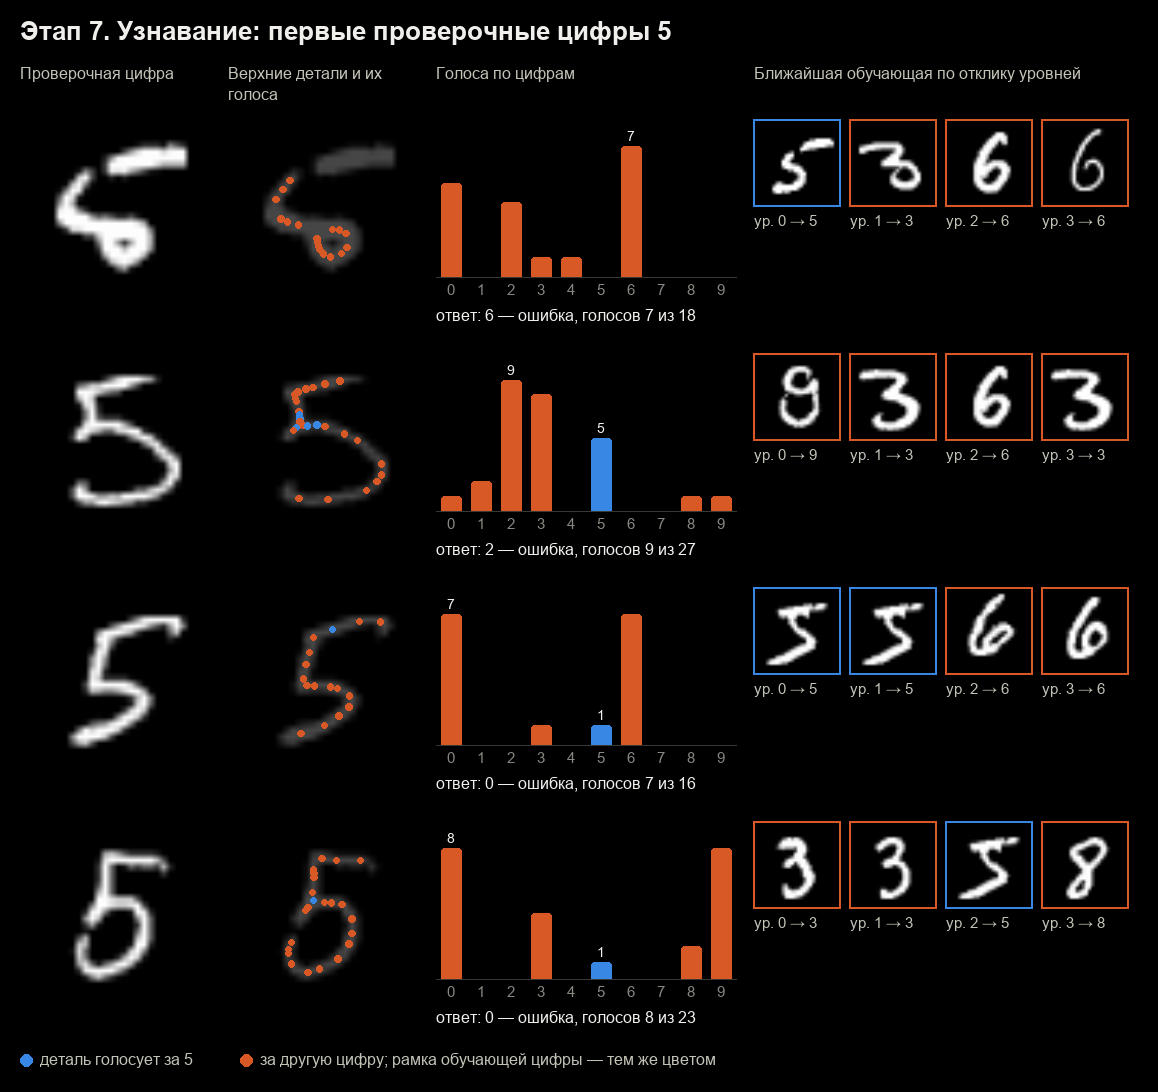 Этап 7. Узнавание: первые проверочные цифры 5
Проверочная цифра
Верхние детали и их
голоса
Голоса по цифрам
Ближайшая обучающая по отклику уровней
7
0 1 2 3 4 5 6 7 8 9
ответ: 6 — ошибка, голосов 7 из 18
ур. 0 → 5 ур. 1 → 3 ур. 2 → 6 ур. 3 → 6
9
5
0 1 2 3 4 5 6 7 8 9
ответ: 2 — ошибка, голосов 9 из 27
ур. 0 → 9 ур. 1 → 3 ур. 2 → 6 ур. 3 → 3
7
1
0 1 2 3 4 5 6 7 8 9
ответ: 0 — ошибка, голосов 7 из 16
ур. 0 → 5 ур. 1 → 5 ур. 2 → 6 ур. 3 → 6
8
1
0 1 2 3 4 5 6 7 8 9
ответ: 0 — ошибка, голосов 8 из 23
ур. 0 → 3 ур. 1 → 3 ур. 2 → 5 ур. 3 → 8
деталь голосует за 5
за другую цифру; рамка обучающей цифры — тем же цветом